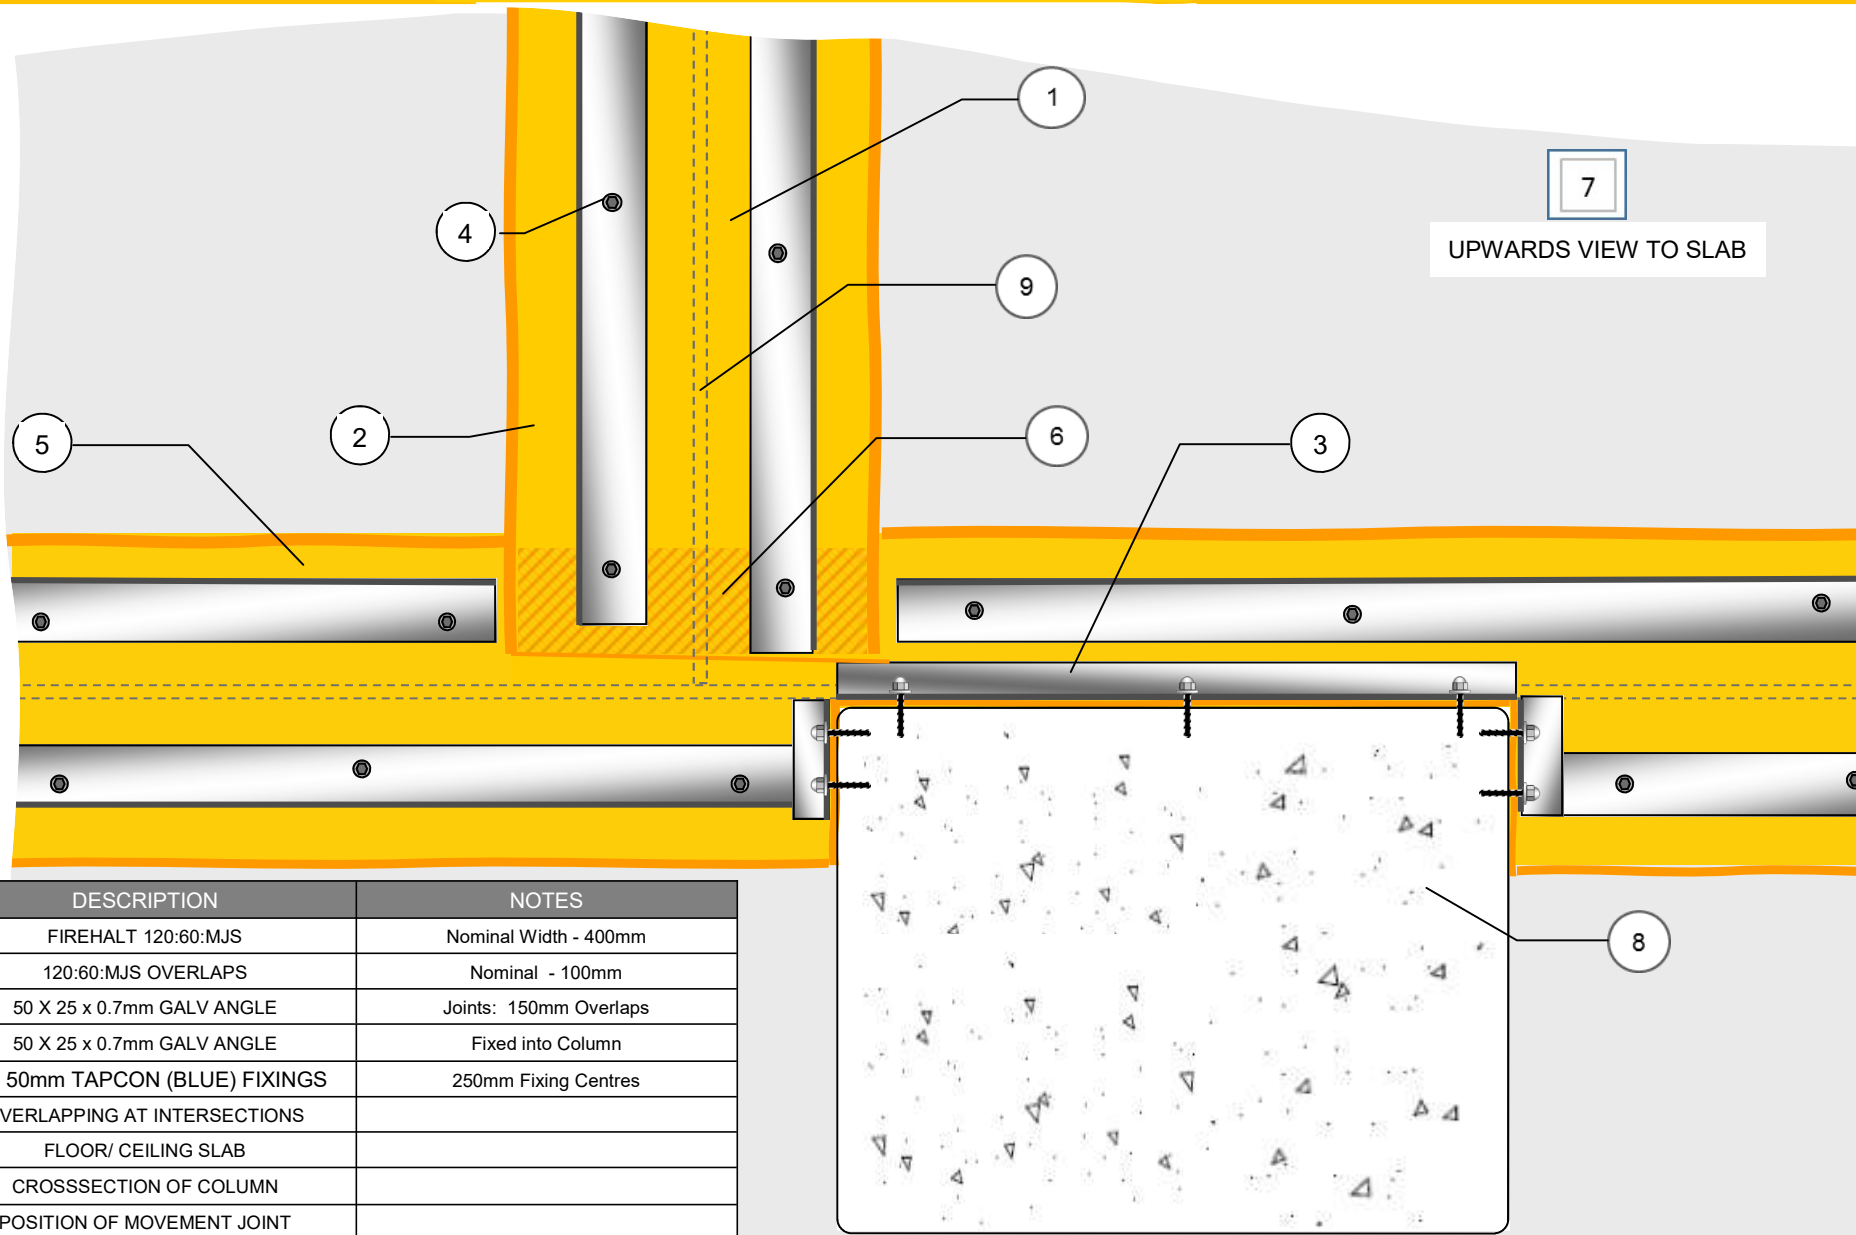 1
7
UPWARDS VIEW TO SLAB
4
9
2
6
3
5
8
DESCRIPTION NOTES
FIREHALT 120:60:MJS Nominal Width - 400mm
120:60:MJS OVERLAPS Nominal - 100mm
50 X 25 x 0.7mm GALV ANGLE Joints: 150mm Overlaps
50 X 25 x 0.7mm GALV ANGLE Fixed into Column
50mm TAPCON (BLUE) FIXINGS 250mm Fixing Centres
VERLAPPING AT INTERSECTIONS
FLOOR/ CEILING SLAB
CROSSSECTION OF COLUMN
POSITION OF MOVEMENT JOINT